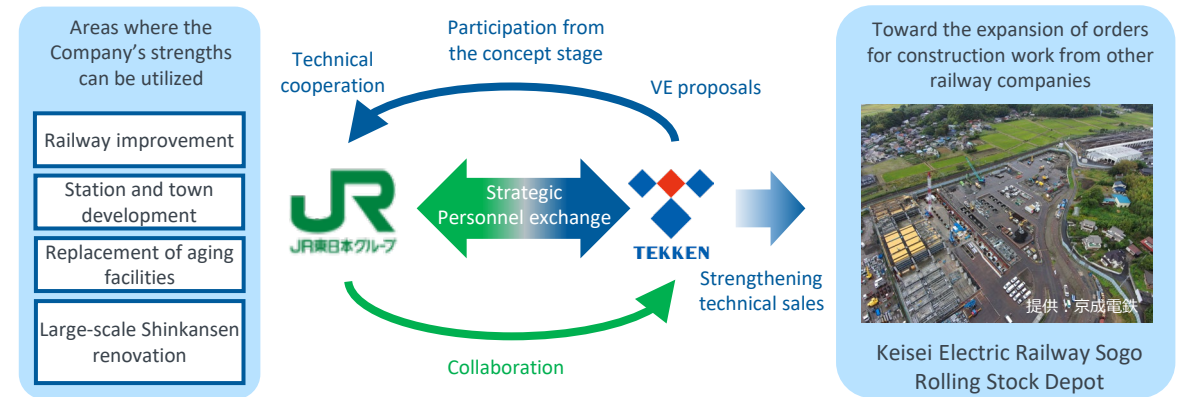 Areas where the
Company’s strengths
can be utilized
Railway improvement
Station and town
development
Replacement of aging
facilities
Large-scale Shinkansen
renovation
Technical
cooperation
Participation from
the concept stage
VE proposals
JR
JR東日本グループ
Strategic
Personnel exchange
TEKKEN
Strengthening
technical sales
Collaboration
Toward the expansion of orders
for construction work from other
railway companies
提供：京成電鉄
Keisei Electric Railway Sogo
Rolling Stock Depot